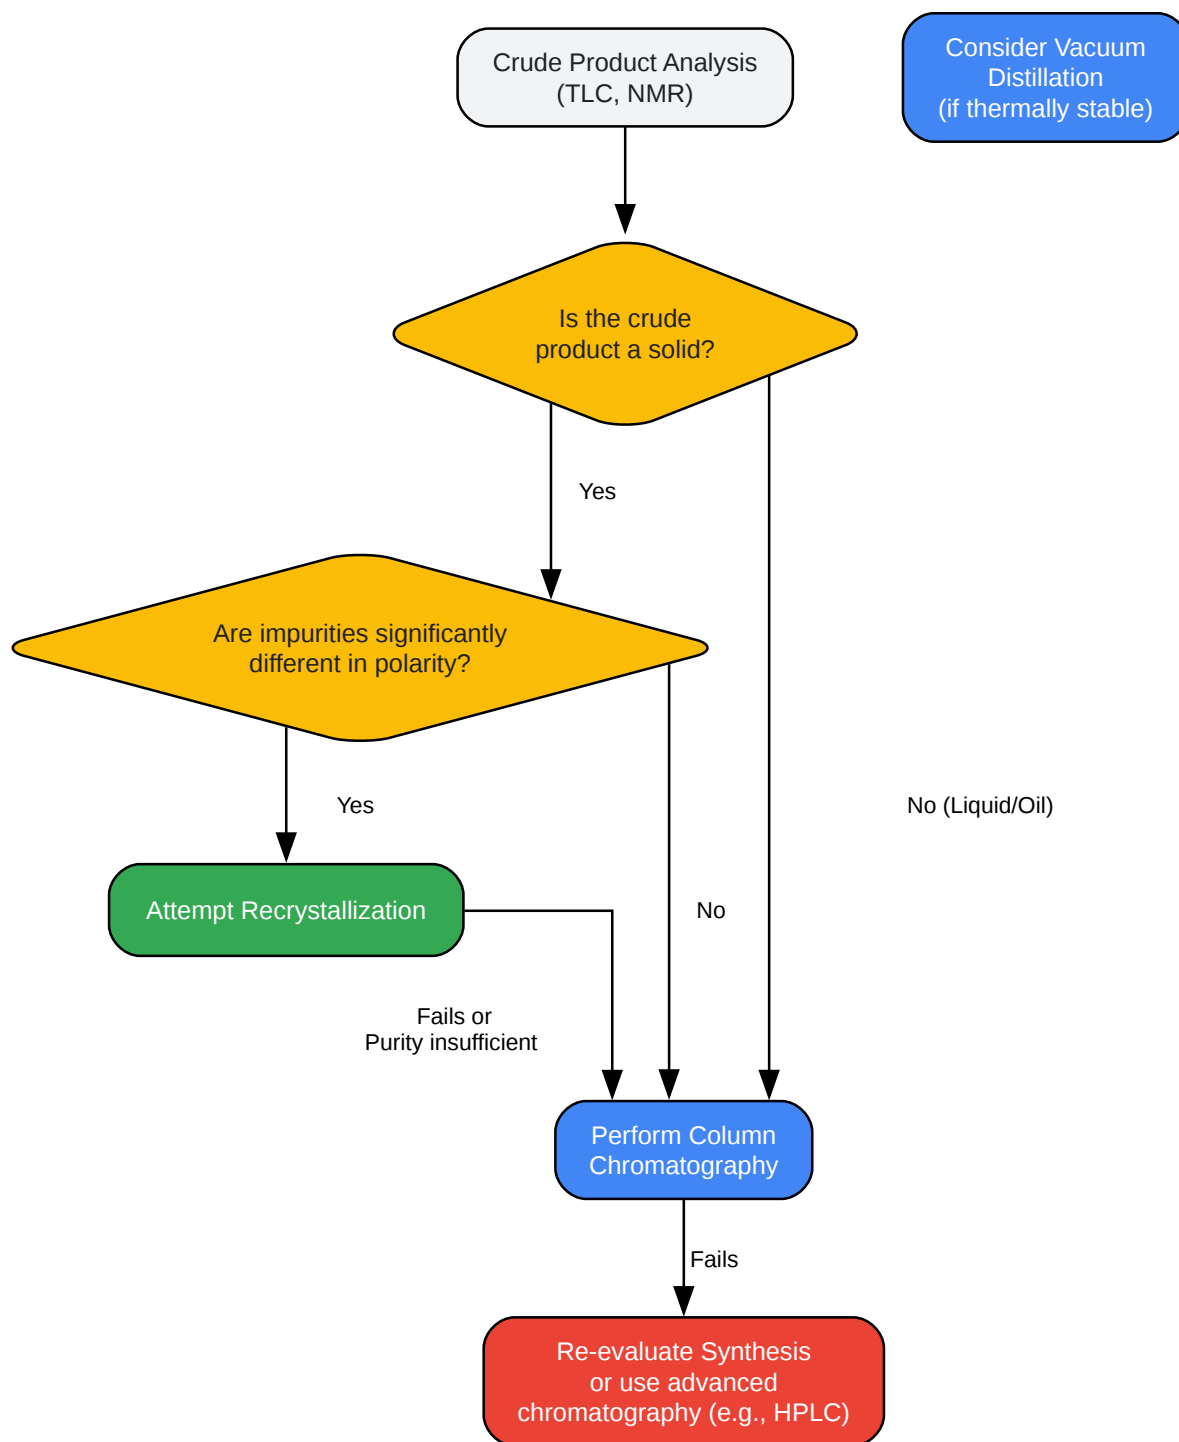 Crude Product Analysis
(TLC, NMR)
Consider Vacuum
Distillation
(if thermally stable)
Is the crude
product a solid?
Yes
Are impurities significantly
different in polarity?
Yes
No (Liquid/Oil)
Attempt Recrystallization
No
Fails or
Purity insufficient
Perform Column
Chromatography
Fails
Re-evaluate Synthesis
or use advanced
chromatography (e.g., HPLC)